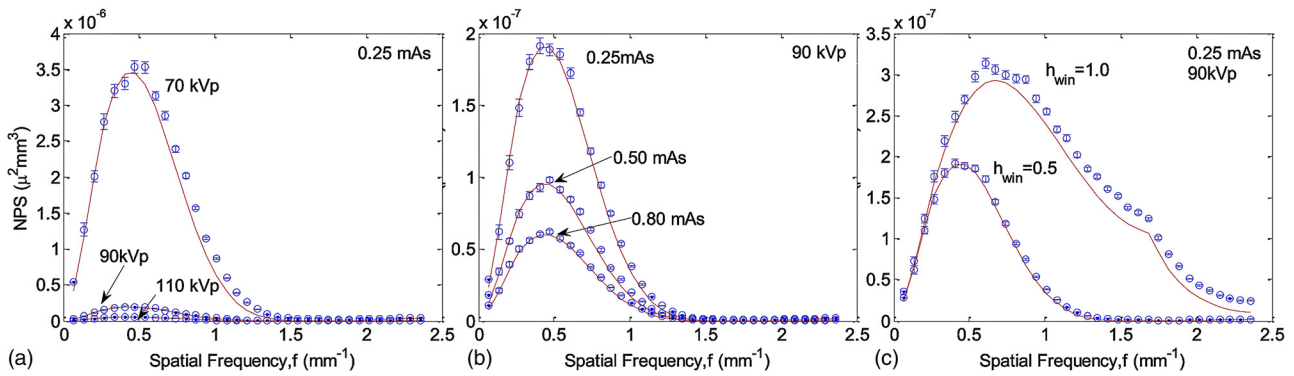 x 10⁻⁶
0.25 mAs
70 kVp
90kVp
110 kVp
NPS (μ²mm³)
4
3.5
3
2.5
2
1.5
1
0.5
0
0 0.5 1 1.5 2 2.5
(a) Spatial Frequency,f (mm⁻¹)
x 10⁻⁷
90 kVp
0.25mAs
0.50 mAs
0.80 mAs
2
1.5
1
0.5
0
0 0.5 1 1.5 2 2.5
(b) Spatial Frequency,f (mm⁻¹)
x 10⁻⁷
0.25 mAs
90kVp
h_win=1.0
h_win=0.5
3.5
3
2.5
2
1.5
1
0.5
0
0 0.5 1 1.5 2 2.5
(c) Spatial Frequency,f (mm⁻¹)